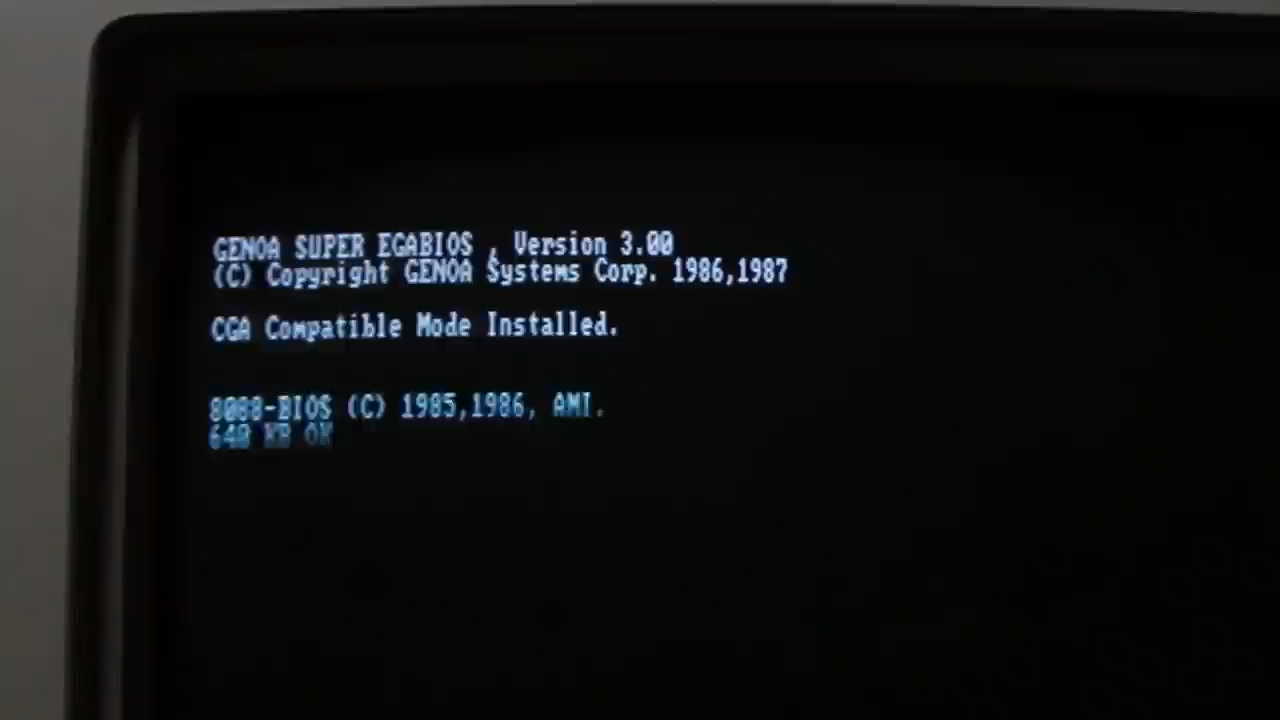 GENOA SUPER EGABIOS , Version 3.00
(C) Copyright GENOA Systems Corp. 1986,1987
CGA Compatible Mode Installed.
8088-BIOS (C) 1985,1986, AMI.
640 KB OK